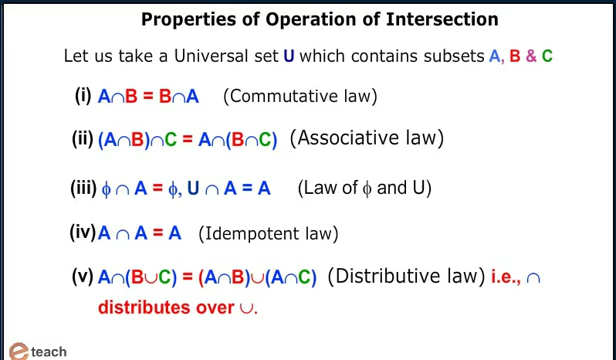 Properties of Operation of Intersection
Let us take a Universal set U which contains subsets A, B & C
(i) A∩B = B∩A (Commutative law)
(ii) (A∩B)∩C = A∩(B∩C) (Associative law)
(iii) ϕ ∩ A = ϕ, U ∩ A = A (Law of ϕ and U)
(iv) A ∩ A = A (Idempotent law)
(v) A∩(B∪C) = (A∩B)∪(A∩C) (Distributive law) i.e., ∩
distributes over ∪.
e teach